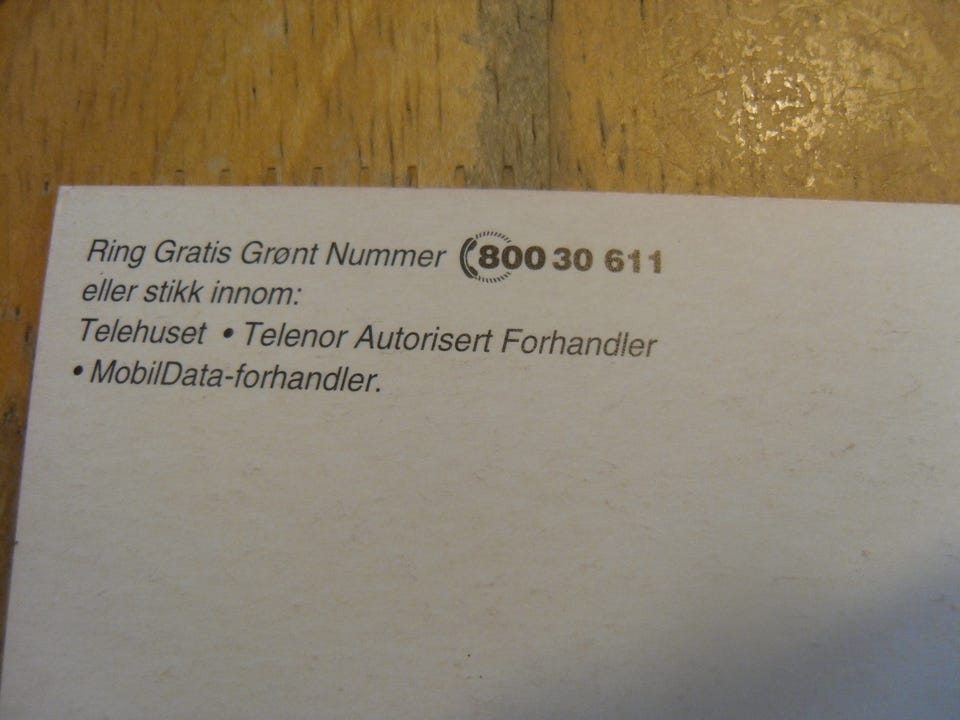 Ring Gratis Grønt Nummer 800 30 611
eller stikk innom:
Telehuset • Telenor Autorisert Forhandler
• MobilData-forhandler.